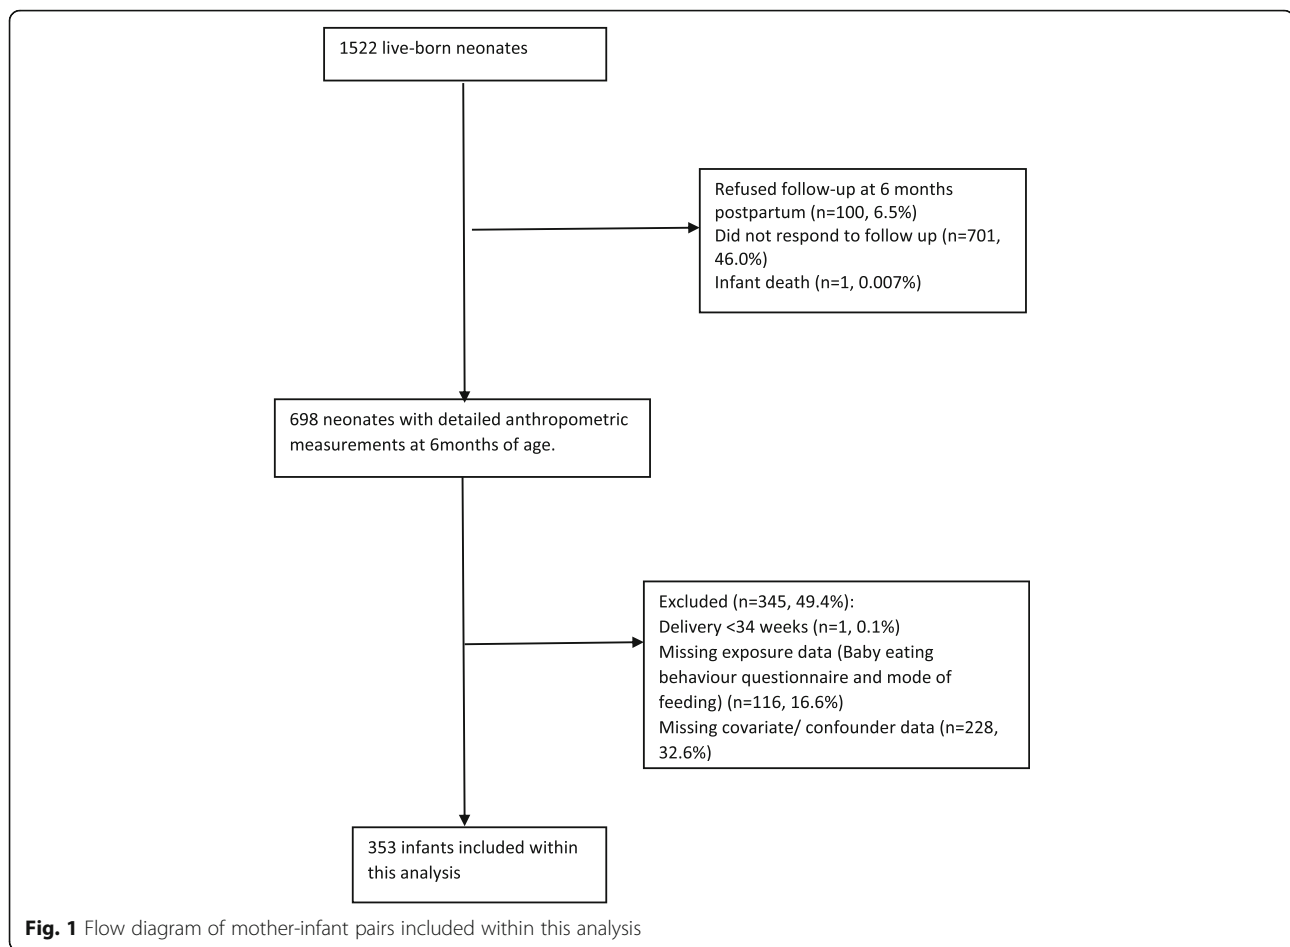 1522 live-born neonates
Refused follow-up at 6 months
postpartum (n=100, 6.5%)
Did not respond to follow up (n=701,
46.0%)
Infant death (n=1, 0.007%)
698 neonates with detailed anthropometric
measurements at 6months of age.
Excluded (n=345, 49.4%):
Delivery <34 weeks (n=1, 0.1%)
Missing exposure data (Baby eating
behaviour questionnaire and mode of
feeding) (n=116, 16.6%)
Missing covariate/ confounder data (n=228,
32.6%)
353 infants included within
this analysis
Fig. 1 Flow diagram of mother-infant pairs included within this analysis